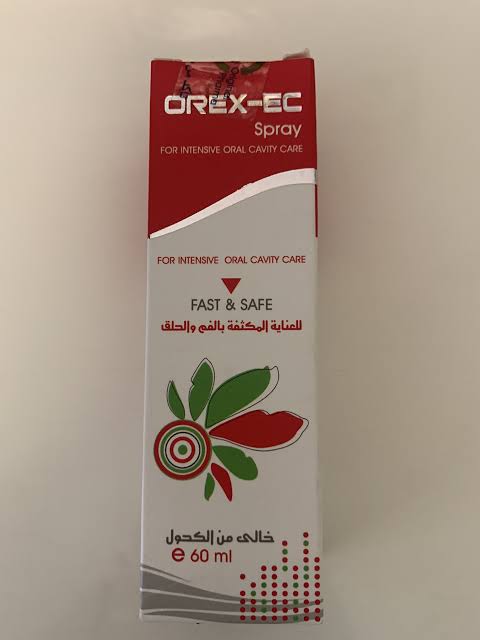 OREX-EC
Spray
FOR INTENSIVE ORAL CAVITY CARE
FOR INTENSIVE ORAL CAVITY CARE
FAST & SAFE
للعناية المكثفة بالفم والحلق
خالى من الكحول
e 60 ml